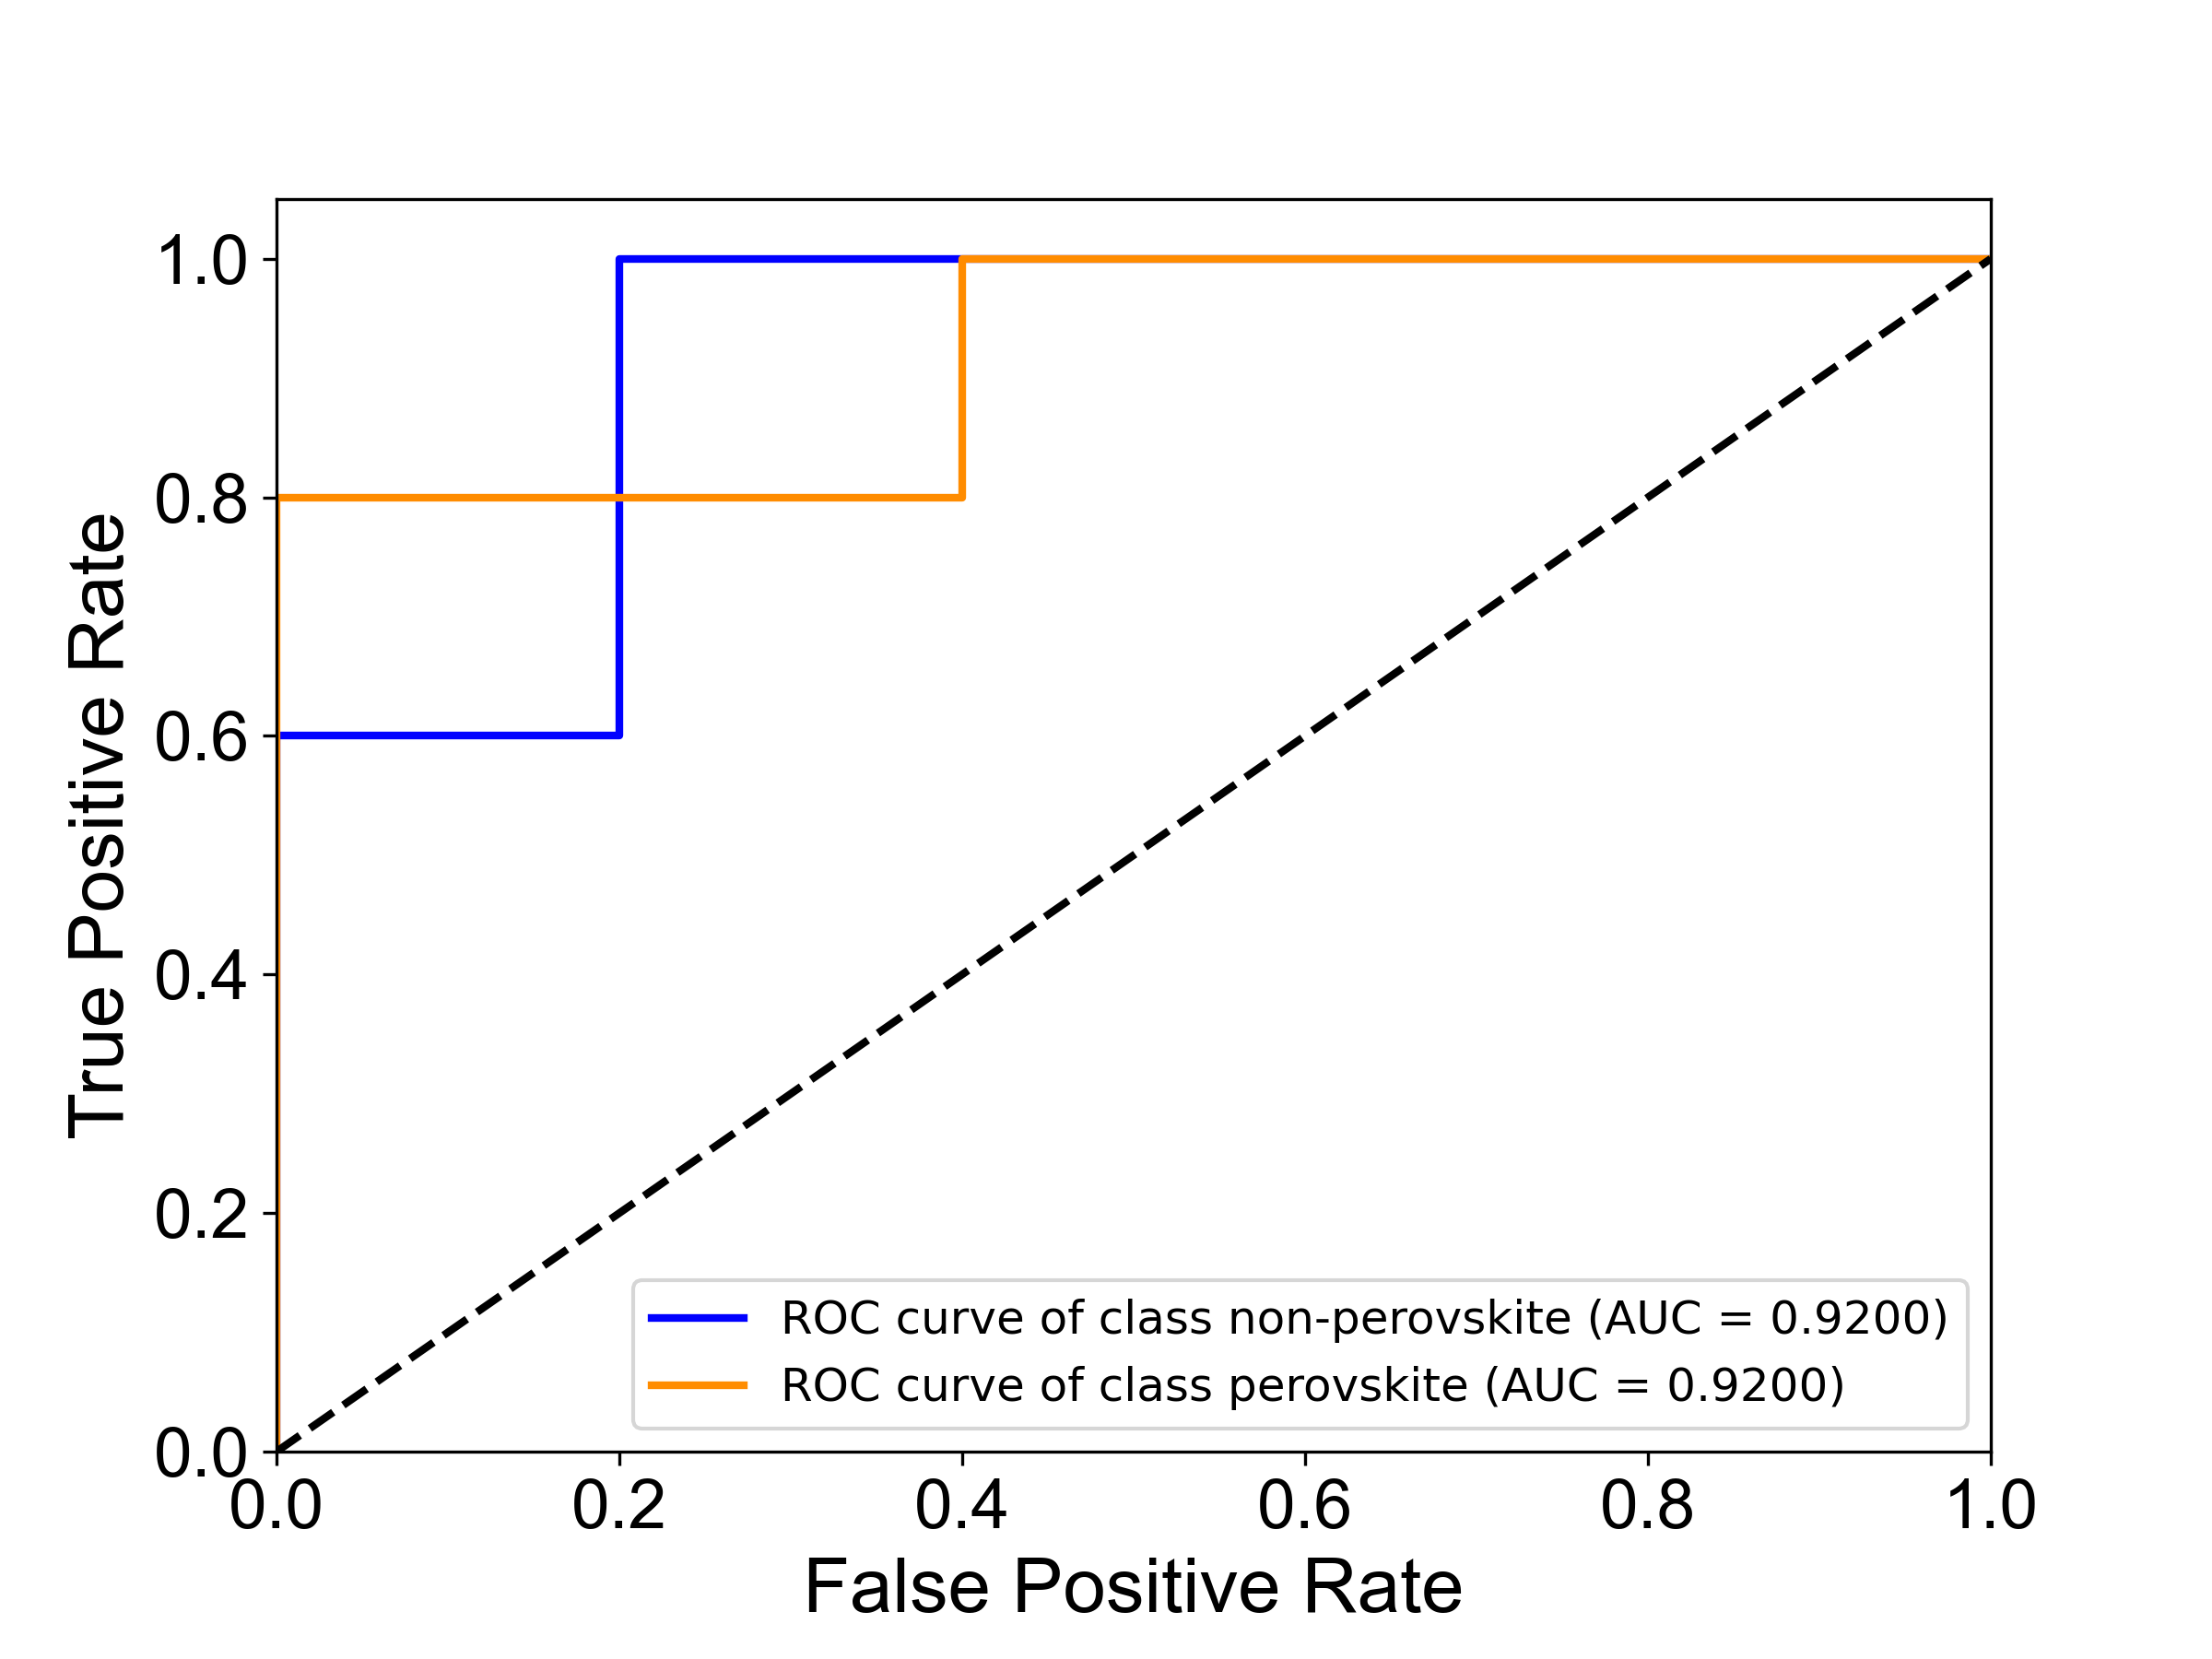 True Positive Rate
1.0
0.8
0.6
0.4
0.2
0.0
ROC curve of class non-perovskite (AUC = 0.9200)
ROC curve of class perovskite (AUC = 0.9200)
0.0 0.2 0.4 0.6 0.8 1.0
False Positive Rate